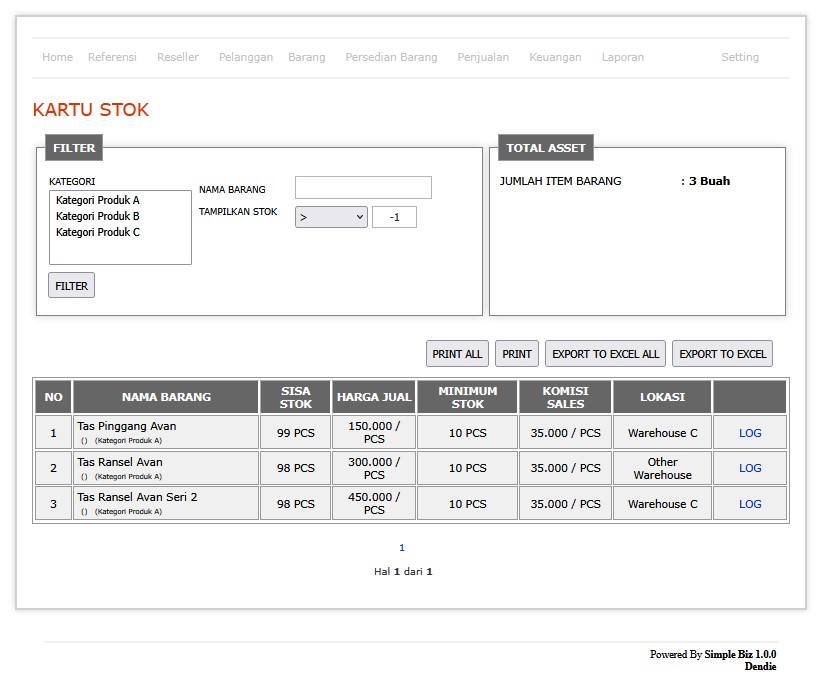 Home Referensi Reseller Pelanggan Barang Persedian Barang Penjualan Keuangan Laporan Setting
KARTU STOK
FILTER
KATEGORI
Kategori Produk A
Kategori Produk B
Kategori Produk C
NAMA BARANG
TAMPILKAN STOK > -1
FILTER
TOTAL ASSET
JUMLAH ITEM BARANG : 3 Buah
PRINT ALL PRINT EXPORT TO EXCEL ALL EXPORT TO EXCEL
NO NAMA BARANG SISA STOK HARGA JUAL MINIMUM STOK KOMISI SALES LOKASI
1 Tas Pinggang Avan 99 PCS 150.000 / PCS 10 PCS 35.000 / PCS Warehouse C LOG
() (Kategori Produk A)
2 Tas Ransel Avan 98 PCS 300.000 / PCS 10 PCS 35.000 / PCS Other Warehouse LOG
() (Kategori Produk A)
3 Tas Ransel Avan Seri 2 98 PCS 450.000 / PCS 10 PCS 35.000 / PCS Warehouse C LOG
() (Kategori Produk A)
1
Hal 1 dari 1
Powered By Simple Biz 1.0.0
Dendie